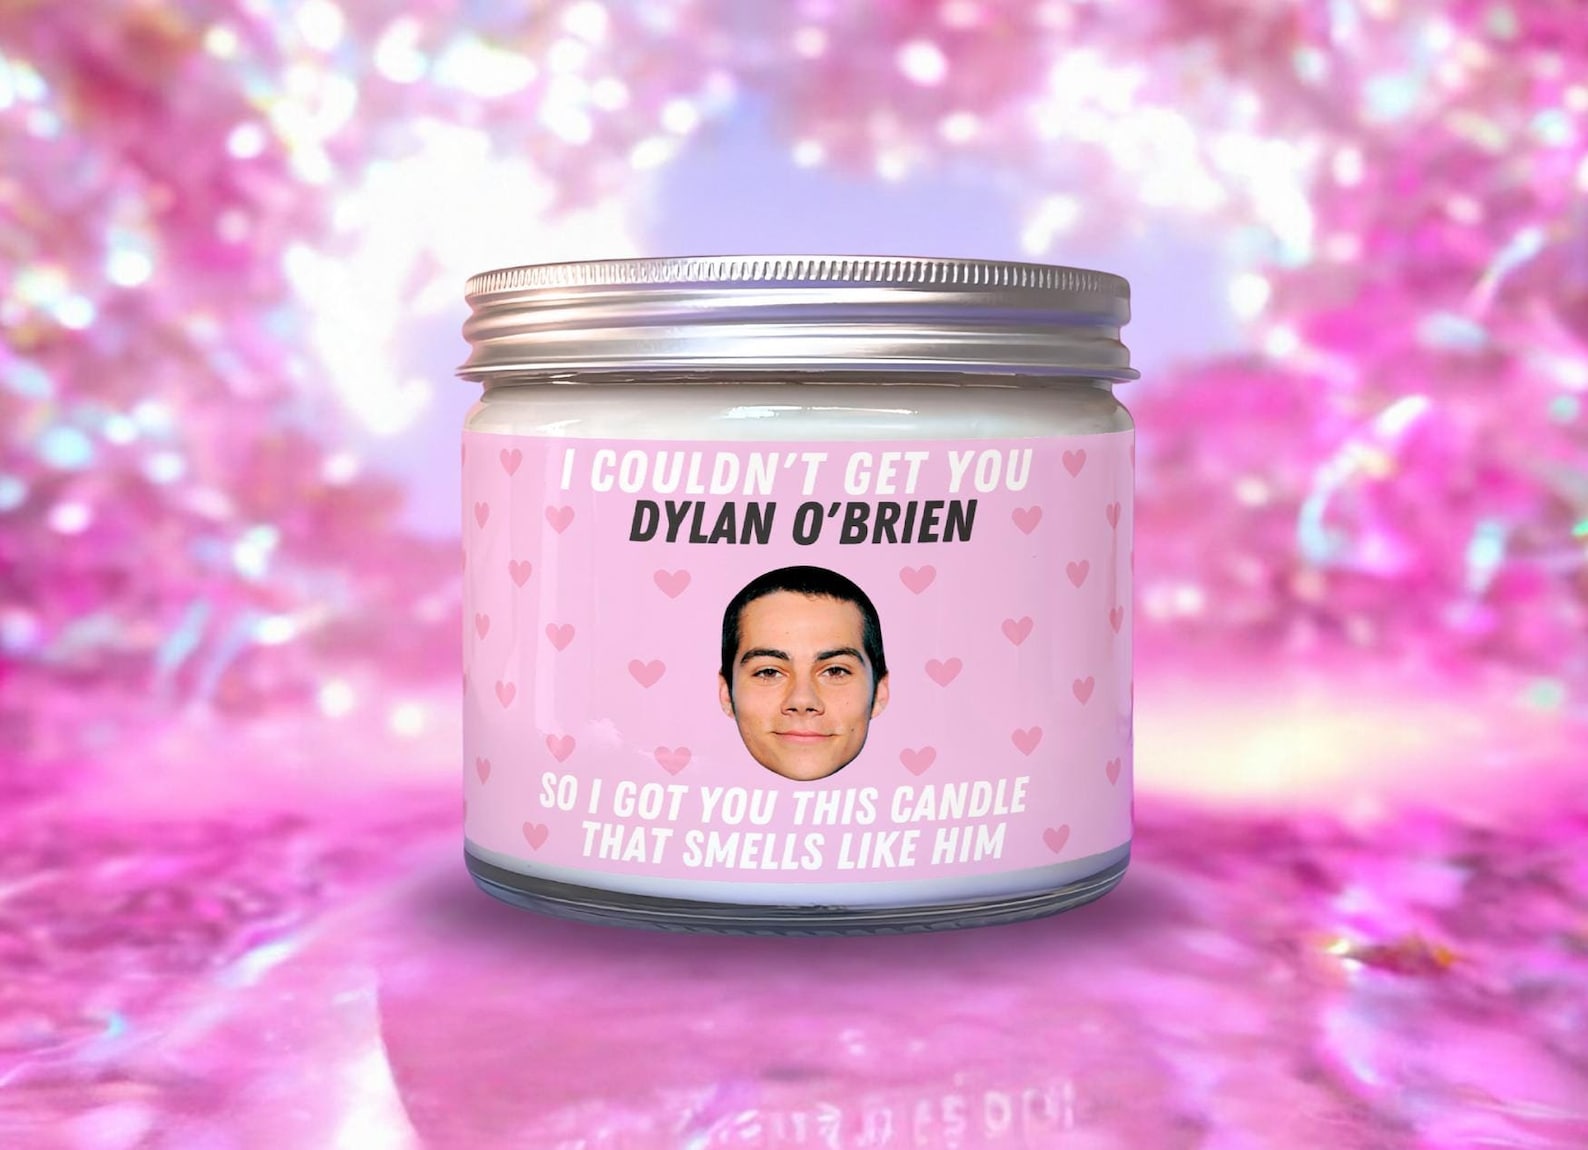 I COULDN'T GET YOU
DYLAN O'BRIEN
SO I GOT YOU THIS CANDLE
THAT SMELLS LIKE HIM